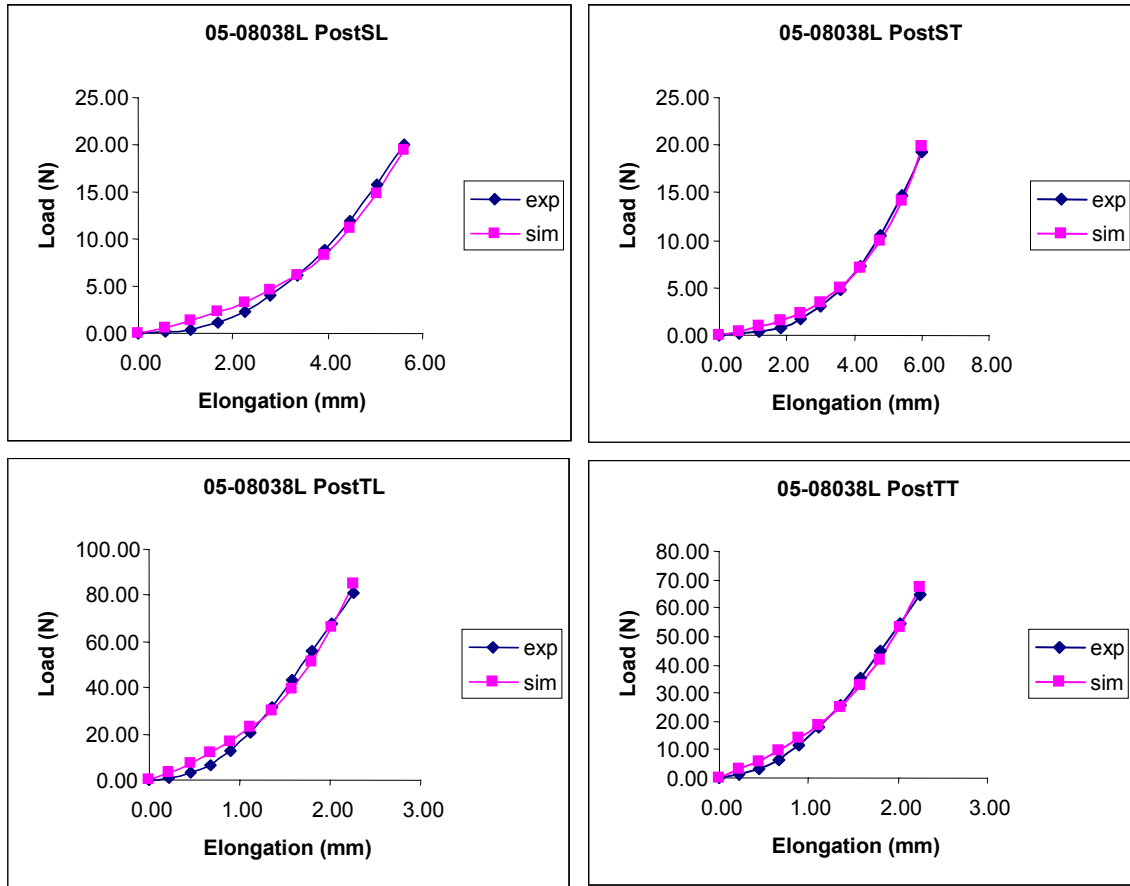 05-08038L PostSL
25.00
20.00
15.00
10.00
5.00
0.00
0.00 2.00 4.00 6.00
Load (N)
Elongation (mm)
exp
sim
05-08038L PostST
25.00
20.00
15.00
10.00
5.00
0.00
0.00 2.00 4.00 6.00 8.00
Load (N)
Elongation (mm)
exp
sim
05-08038L PostTL
100.00
80.00
60.00
40.00
20.00
0.00
0.00 1.00 2.00 3.00
Load (N)
Elongation (mm)
exp
sim
05-08038L PostTT
80.00
70.00
60.00
50.00
40.00
30.00
20.00
10.00
0.00
0.00 1.00 2.00 3.00
Load (N)
Elongation (mm)
exp
sim